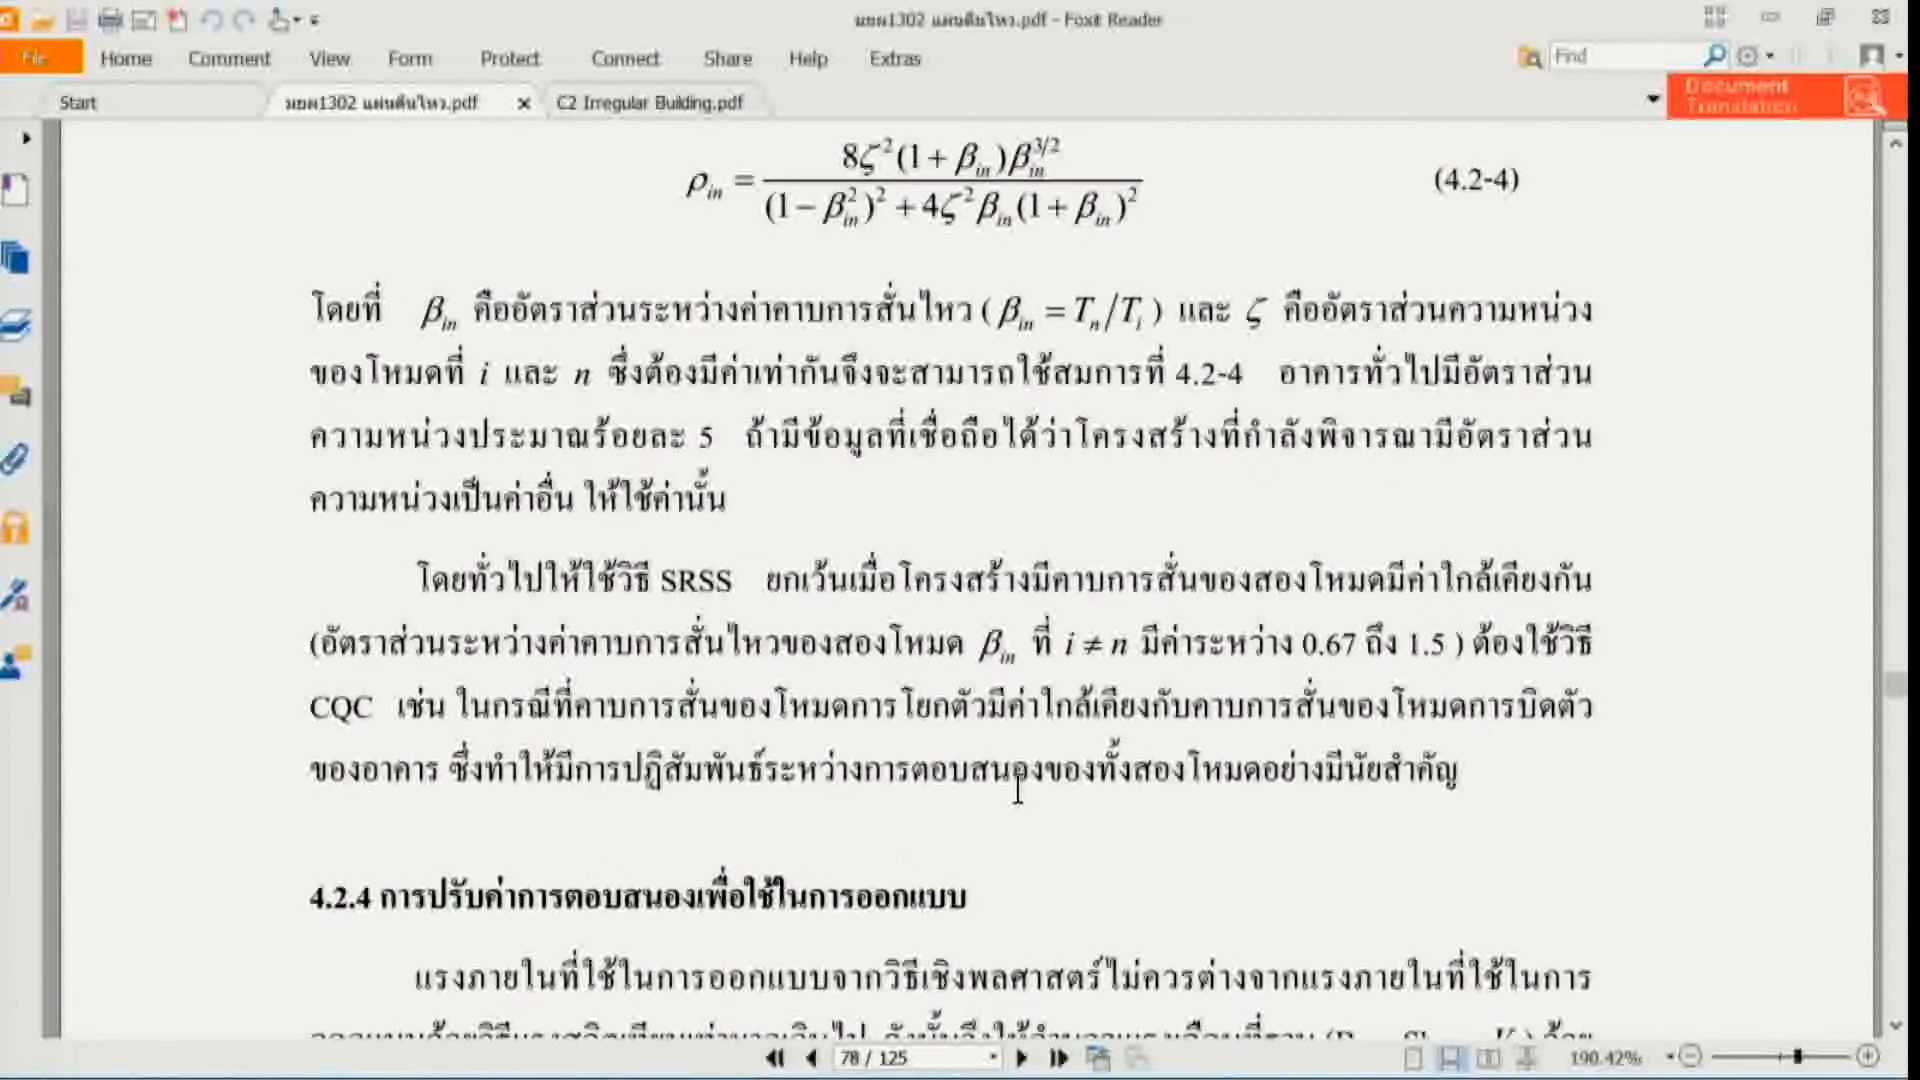 มยผ1302 แผ่นดินไหว.pdf - Foxit Reader
File Home Comment View Form Protect Connect Share Help Extras Find
Start มยผ1302 แผ่นดินไหว.pdf C2 Irregular Building.pdf Document Translation
ρin = 8ζ²(1 + βin)βin^3/2 / (1 − βin²)² + 4ζ²βin(1 + βin)² (4.2-4)
โดยที่ βin คืออัตราส่วนระหว่างค่าคาบการสั่นไหว ( βin = Tn/Ti ) และ ζ คืออัตราส่วนความหน่วง
ของโหมดที่ i และ n ซึ่งต้องมีค่าเท่ากันจึงจะสามารถใช้สมการที่ 4.2-4 อาคารทั่วไปมีอัตราส่วน
ความหน่วงประมาณร้อยละ 5 ถ้ามีข้อมูลที่เชื่อถือได้ว่าโครงสร้างที่กำลังพิจารณามีอัตราส่วน
ความหน่วงเป็นค่าอื่น ให้ใช้ค่านั้น
โดยทั่วไปให้ใช้วิธี SRSS ยกเว้นเมื่อโครงสร้างมีคาบการสั่นของสองโหมดมีค่าใกล้เคียงกัน
(อัตราส่วนระหว่างค่าคาบการสั่นไหวของสองโหมด βin ที่ i ≠ n มีค่าระหว่าง 0.67 ถึง 1.5 ) ต้องใช้วิธี
CQC เช่น ในกรณีที่คาบการสั่นของโหมดการโยกตัวมีค่าใกล้เคียงกับคาบการสั่นของโหมดการบิดตัว
ของอาคาร ซึ่งทำให้มีการปฏิสัมพันธ์ระหว่างการตอบสนองของทั้งสองโหมดอย่างมีนัยสำคัญ
4.2.4 การปรับค่าการตอบสนองเพื่อใช้ในการออกแบบ
แรงภายในที่ใช้ในการออกแบบจากวิธีเชิงพลศาสตร์ไม่ควรต่างจากแรงภายในที่ใช้ในการ
78 / 125 190.42%